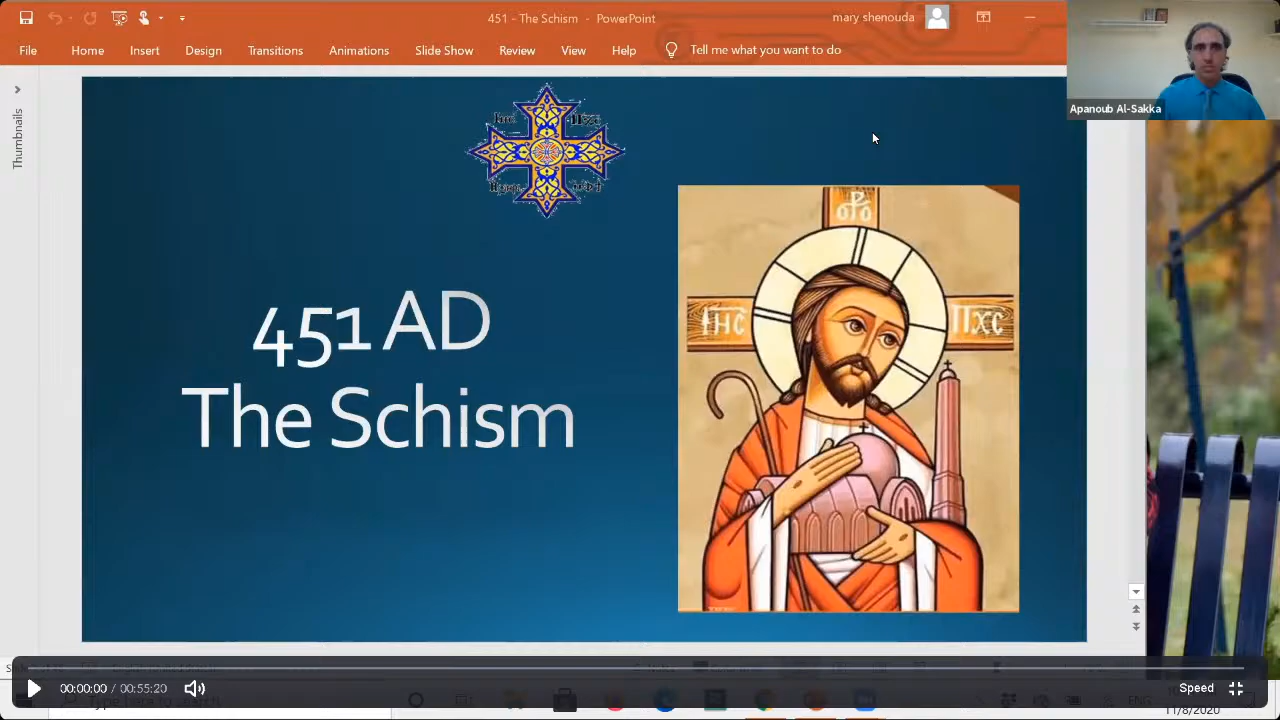 451 - The Schism - PowerPoint
mary shenouda
File Home Insert Design Transitions Animations Slide Show Review View Help Tell me what you want to do
Apanoub Al-Sakka
Thumbnails
451 AD
The Schism
00:00:00 / 00:55:20
Speed
11/8/2020